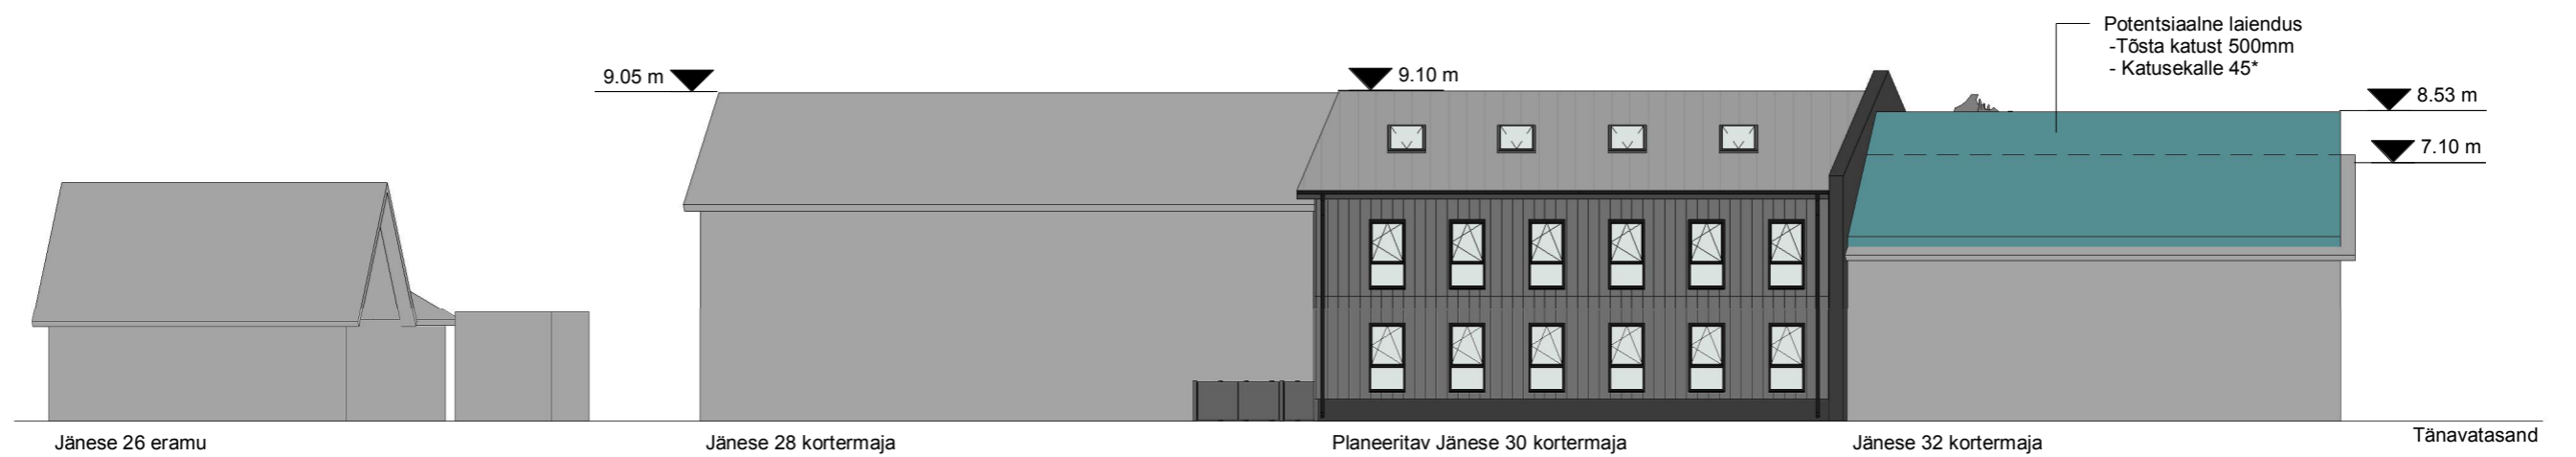 Potentsiaalne laiendus
-Tõsta katust 500mm
- Katusekalle 45*
9.05 m
9.10 m
8.53 m
7.10 m
Jänese 26 eramu
Jänese 28 kortermaja
Planeeritav Jänese 30 kortermaja
Jänese 32 kortermaja
Tänavatasand